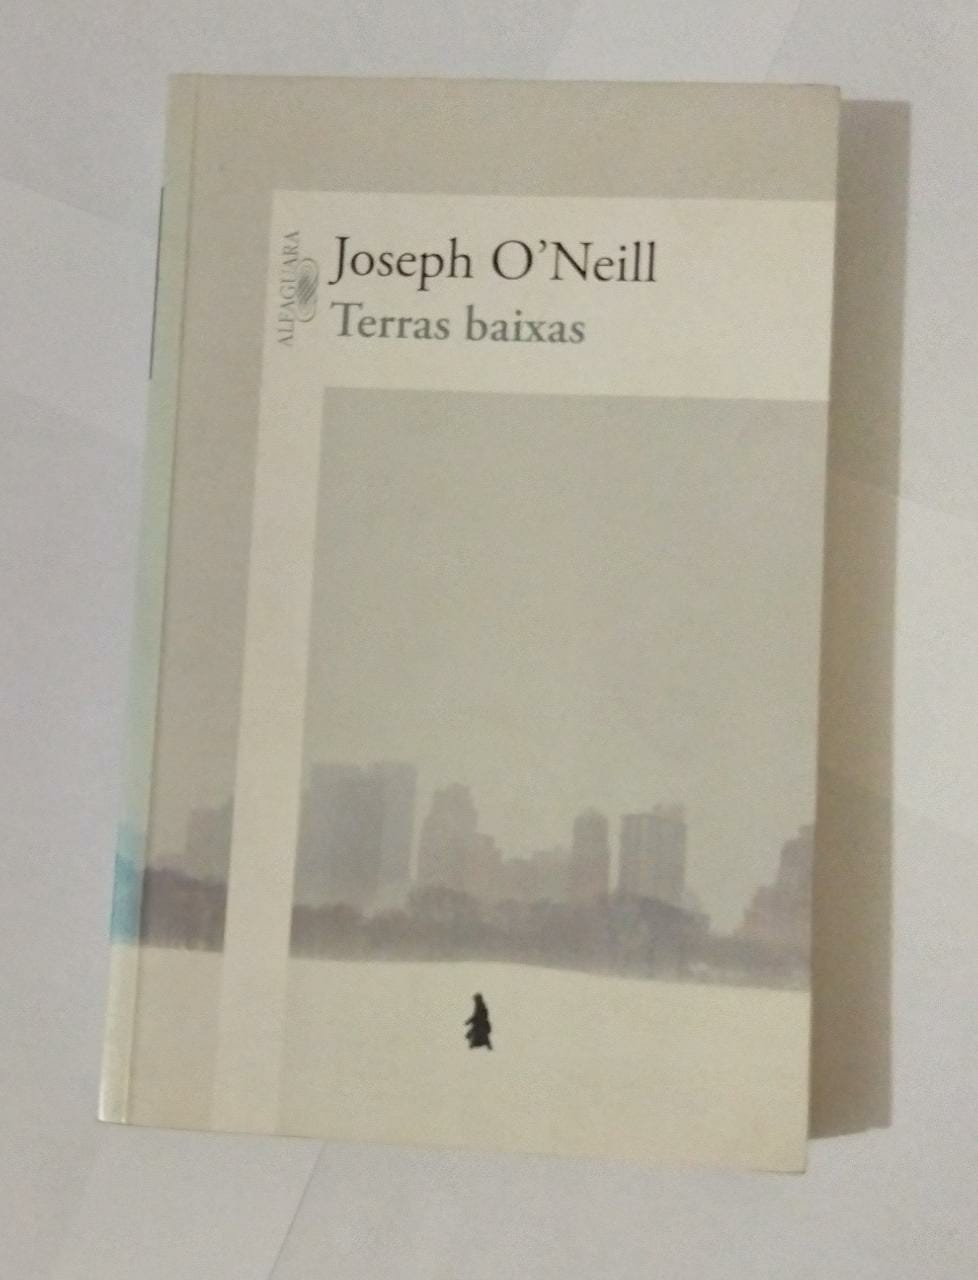 Joseph O'Neill
Terras baixas
ALFAGUARA